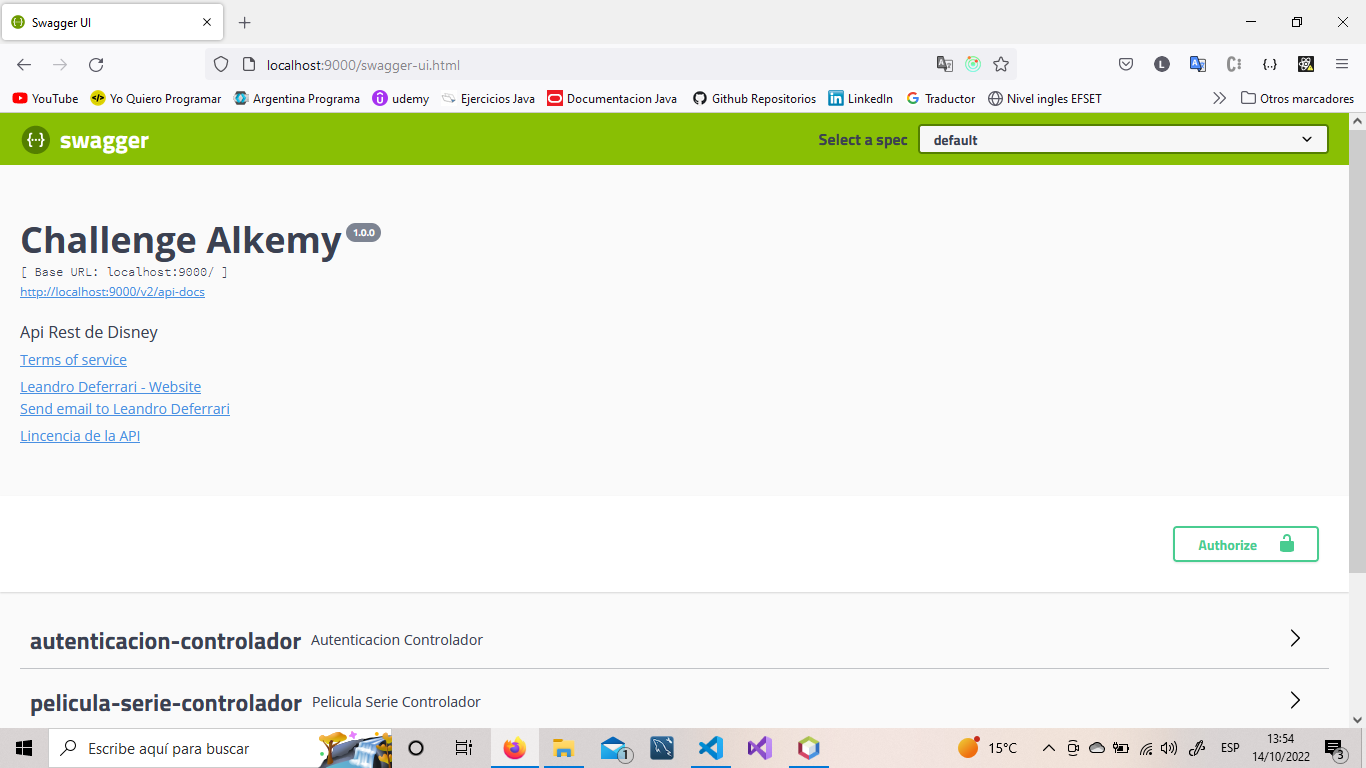 Swagger UI
localhost:9000/swagger-ui.html
YouTube Yo Quiero Programar Argentina Programa udemy Ejercicios Java Documentacion Java Github Repositorios LinkedIn Traductor Nivel ingles EFSET Otros marcadores
swagger Select a spec default
Challenge Alkemy 1.0.0
[ Base URL: localhost:9000/ ]
http://localhost:9000/v2/api-docs
Api Rest de Disney
Terms of service
Leandro Deferrari - Website
Send email to Leandro Deferrari
Lincencia de la API
Authorize
autenticacion-controlador Autenticacion Controlador
pelicula-serie-controlador Pelicula Serie Controlador
Escribe aquí para buscar 1 15°C ESP 13:54
14/10/2022 3